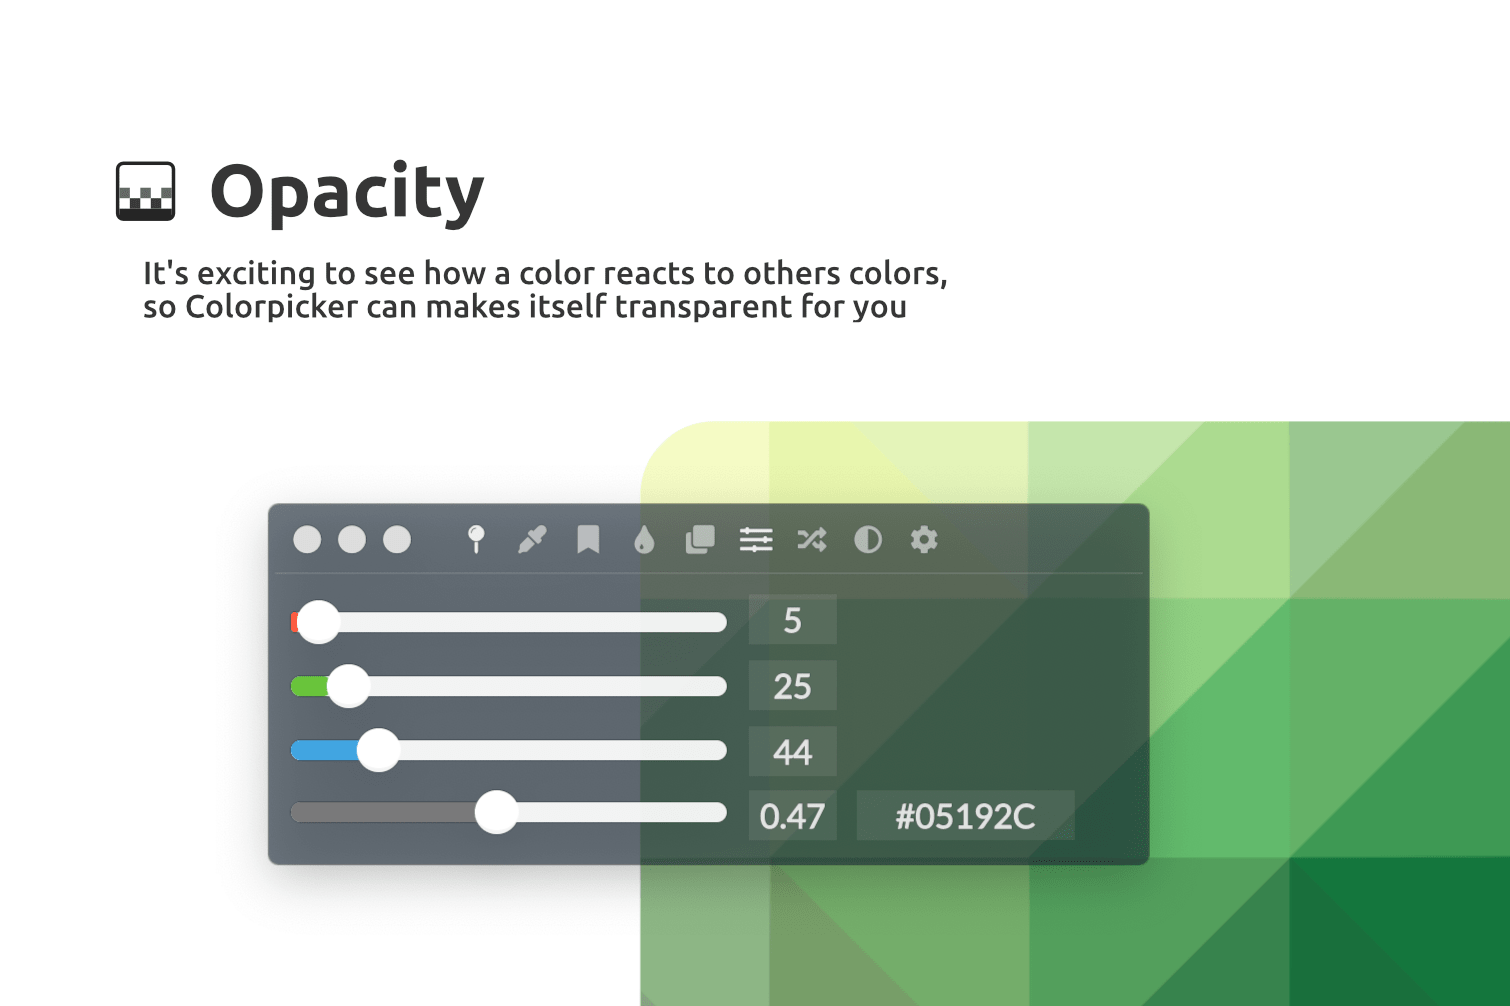 Opacity
It's exciting to see how a color reacts to others colors,
so Colorpicker can makes itself transparent for you
5
25
44
0.47 #05192C